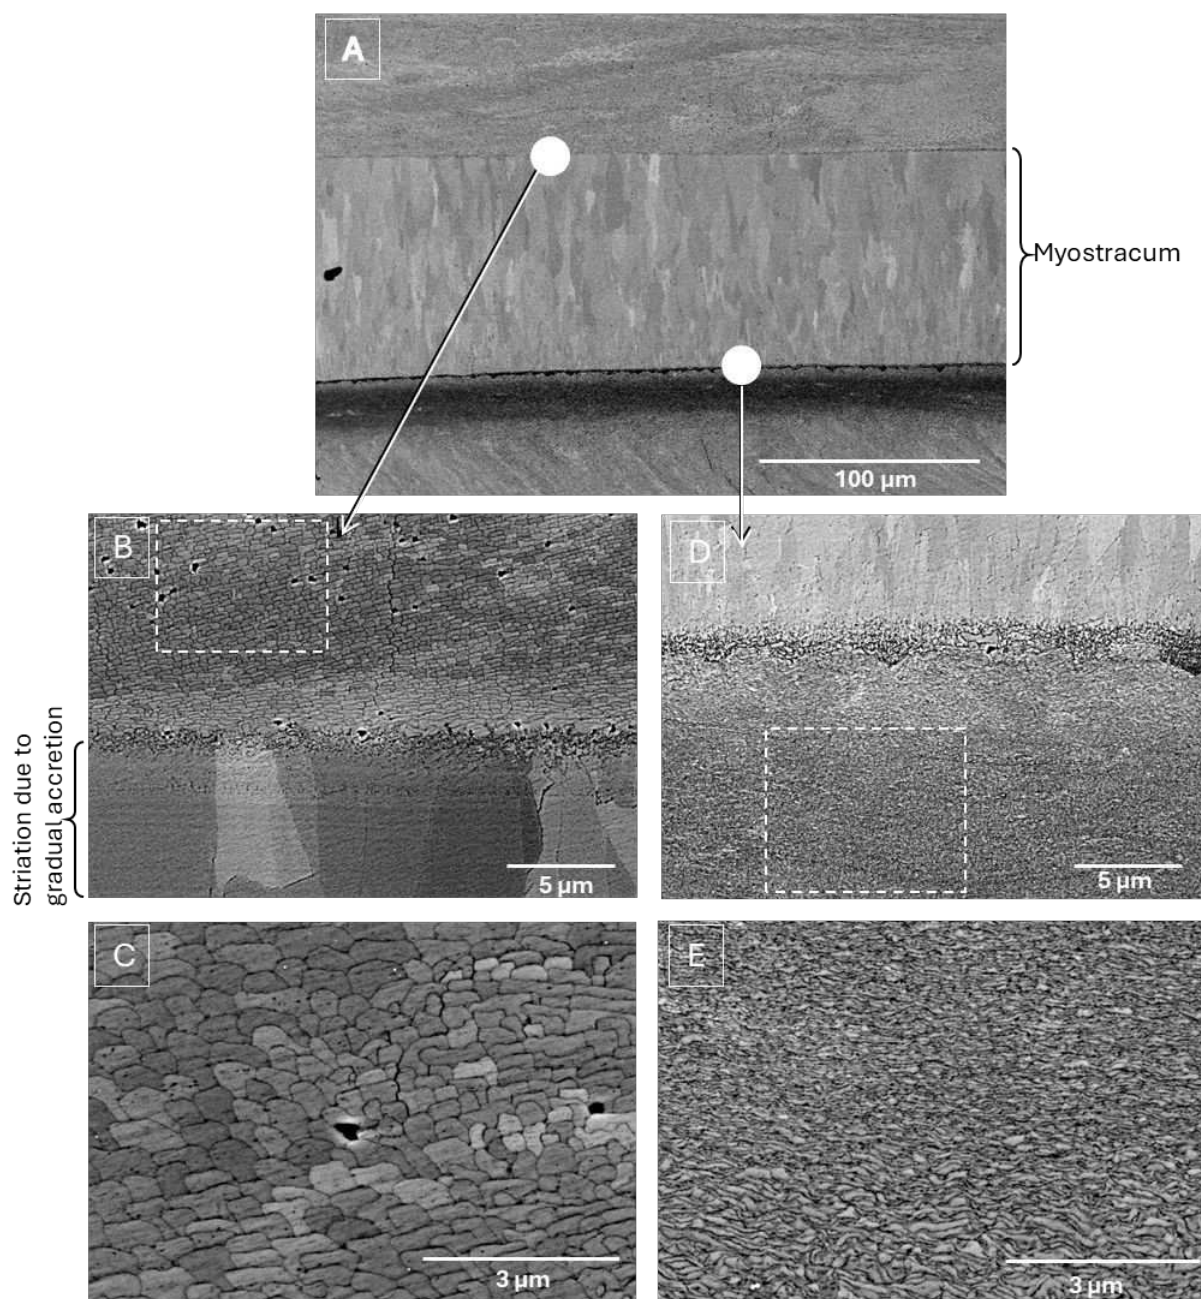 A
Myostracum
100 µm
B
D
Striation due to
gradual accretion
5 µm
5 µm
C
E
3 µm
3 µm